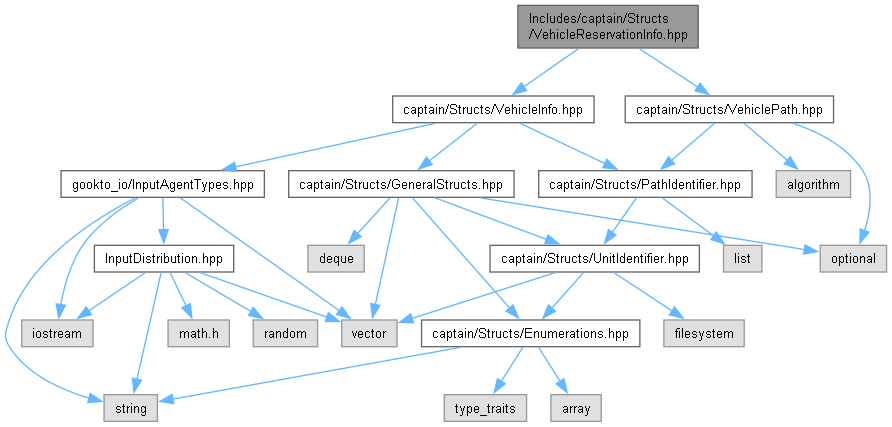 Includes/captain/Structs
/VehicleReservationInfo.hpp
captain/Structs/VehicleInfo.hpp
captain/Structs/VehiclePath.hpp
gookto_io/InputAgentTypes.hpp
captain/Structs/GeneralStructs.hpp
captain/Structs/PathIdentifier.hpp
algorithm
InputDistribution.hpp
deque
captain/Structs/UnitIdentifier.hpp
list
optional
iostream
math.h
random
vector
captain/Structs/Enumerations.hpp
filesystem
string
type_traits
array